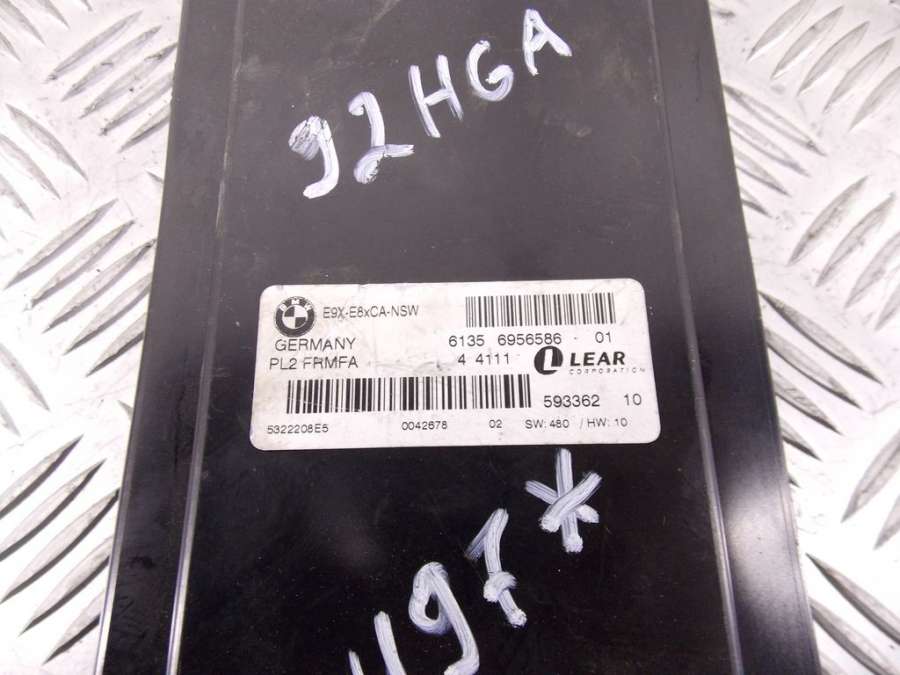 92HGA
BMW
E9X-E8xCA-NSW
GERMANY 6135 6956586 - 01
PL2 FRMFA 4 4111 LEAR
CORPORATION
593362 10
5322208E5 0042678 02 SW: 480 / HW: 10